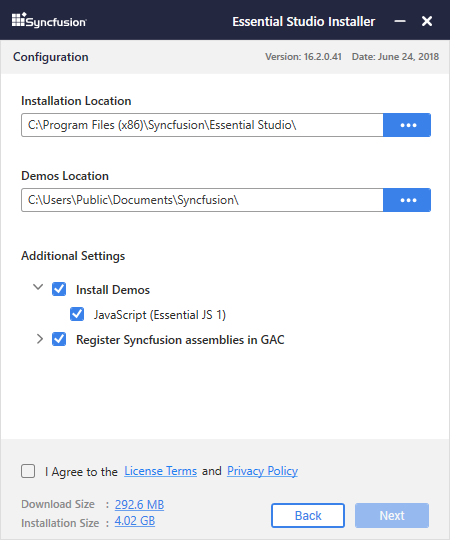 Syncfusion® Essential Studio Installer
Configuration Version: 16.2.0.41 Date: June 24, 2018
Installation Location
C:\Program Files (x86)\Syncfusion\Essential Studio\
Demos Location
C:\Users\Public\Documents\Syncfusion\
Additional Settings
Install Demos
JavaScript (Essential JS 1)
Register Syncfusion assemblies in GAC
I Agree to the License Terms and Privacy Policy
Download Size : 292.6 MB
Installation Size : 4.02 GB
Back Next